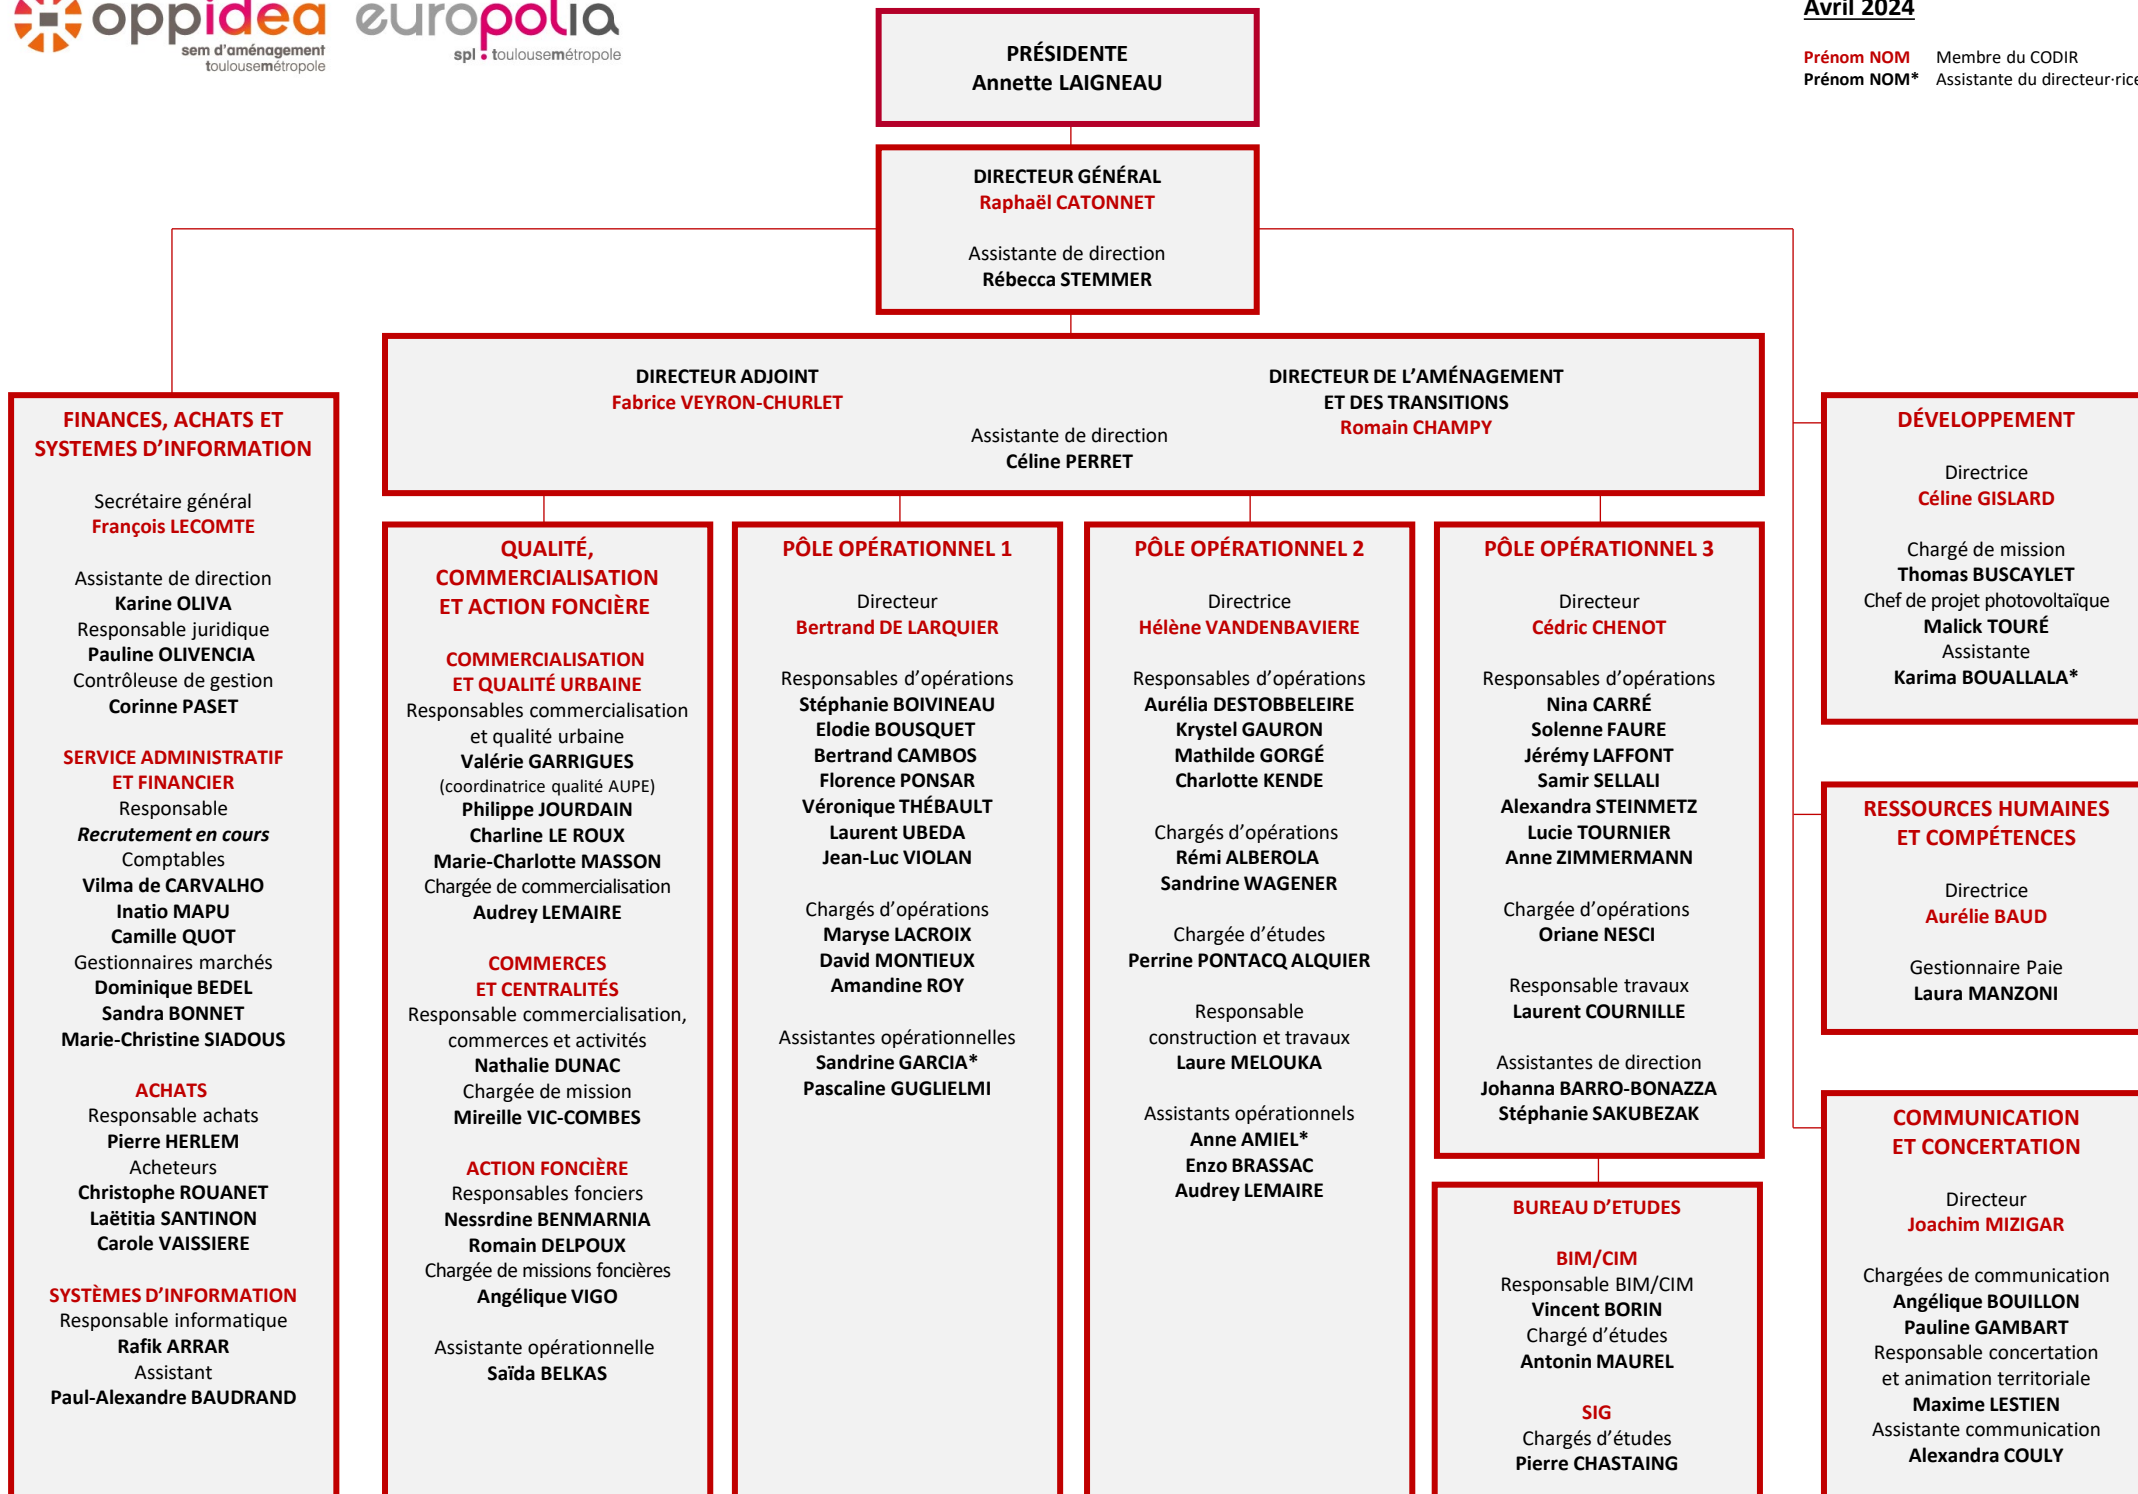 oppidea
sem d'aménagement
toulousemétropole
europolia
spl toulousemétropole
Avril 2024
Prénom NOM Membre du CODIR
Prénom NOM* Assistante du directeur·rice
PRÉSIDENTE
Annette LAIGNEAU
DIRECTEUR GÉNÉRAL
Raphaël CATONNET
Assistante de direction
Rébecca STEMMER
DIRECTEUR ADJOINT
Fabrice VEYRON-CHURLET
DIRECTEUR DE L'AMÉNAGEMENT
ET DES TRANSITIONS
Romain CHAMPY
Assistante de direction
Céline PERRET
FINANCES, ACHATS ET
SYSTEMES D'INFORMATION
Secrétaire général
François LECOMTE
Assistante de direction
Karine OLIVA
Responsable juridique
Pauline OLIVENCIA
Contrôleuse de gestion
Corinne PASET
SERVICE ADMINISTRATIF
ET FINANCIER
Responsable
Recrutement en cours
Comptables
Vilma de CARVALHO
Inatio MAPU
Camille QUOT
Gestionnaires marchés
Dominique BEDEL
Sandra BONNET
Marie-Christine SIADOUS
ACHATS
Responsable achats
Pierre HERLEM
Acheteurs
Christophe ROUANET
Laëtitia SANTINON
Carole VAISSIERE
SYSTÈMES D'INFORMATION
Responsable informatique
Rafik ARRAR
Assistant
Paul-Alexandre BAUDRAND
QUALITÉ,
COMMERCIALISATION
ET ACTION FONCIÈRE
COMMERCIALISATION
ET QUALITÉ URBAINE
Responsables commercialisation
et qualité urbaine
Valérie GARRIGUES
(coordinatrice qualité AUPE)
Philippe JOURDAIN
Charline LE ROUX
Marie-Charlotte MASSON
Chargée de commercialisation
Audrey LEMAIRE
COMMERCES
ET CENTRALITÉS
Responsable commercialisation,
commerces et activités
Nathalie DUNAC
Chargée de mission
Mireille VIC-COMBES
ACTION FONCIÈRE
Responsables fonciers
Nessrdine BENMARNIA
Romain DELPOUX
Chargée de missions foncières
Angélique VIGO
Assistante opérationnelle
Saïda BELKAS
PÔLE OPÉRATIONNEL 1
Directeur
Bertrand DE LARQUIER
Responsables d'opérations
Stéphanie BOIVINEAU
Elodie BOUSQUET
Bertrand CAMBOS
Florence PONSAR
Véronique THÉBAULT
Laurent UBEDA
Jean-Luc VIOLAN
Chargés d'opérations
Maryse LACROIX
David MONTIEUX
Amandine ROY
Assistantes opérationnelles
Sandrine GARCIA*
Pascaline GUGLIELMI
PÔLE OPÉRATIONNEL 2
Directrice
Hélène VANDENBAVIERE
Responsables d'opérations
Aurélia DESTOBBELEIRE
Krystel GAURON
Mathilde GORGÉ
Charlotte KENDE
Chargés d'opérations
Rémi ALBEROLA
Sandrine WAGENER
Chargée d'études
Perrine PONTACQ ALQUIER
Responsable
construction et travaux
Laure MELOUKA
Assistants opérationnels
Anne AMIEL*
Enzo BRASSAC
Audrey LEMAIRE
PÔLE OPÉRATIONNEL 3
Directeur
Cédric CHENOT
Responsables d'opérations
Nina CARRÉ
Solenne FAURE
Jérémy LAFFONT
Samir SELLALI
Alexandra STEINMETZ
Lucie TOURNIER
Anne ZIMMERMANN
Chargée d'opérations
Oriane NESCI
Responsable travaux
Laurent COURNILLE
Assistantes de direction
Johanna BARRO-BONAZZA
Stéphanie SAKUBEZAK
BUREAU D'ETUDES
BIM/CIM
Responsable BIM/CIM
Vincent BORIN
Chargé d'études
Antonin MAUREL
SIG
Chargés d'études
Pierre CHASTAING
DÉVELOPPEMENT
Directrice
Céline GISLARD
Chargé de mission
Thomas BUSCAYLET
Chef de projet photovoltaïque
Malick TOURÉ
Assistante
Karima BOUALLALA*
RESSOURCES HUMAINES
ET COMPÉTENCES
Directrice
Aurélie BAUD
Gestionnaire Paie
Laura MANZONI
COMMUNICATION
ET CONCERTATION
Directeur
Joachim MIZIGAR
Chargées de communication
Angélique BOUILLON
Pauline GAMBART
Responsable concertation
et animation territoriale
Maxime LESTIEN
Assistante communication
Alexandra COULY